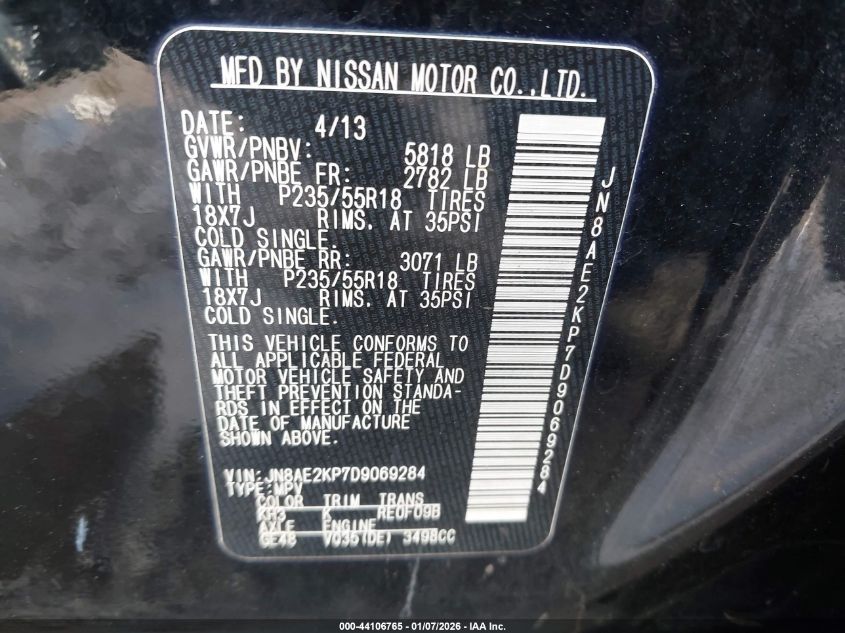 MFD BY NISSAN MOTOR CO.,LTD.
DATE: 4/13
GVWR/PNBV: 5818 LB
GAWR/PNBE FR: 2782 LB
WITH P235/55R18 TIRES
18X7J RIMS. AT 35PSI
COLD SINGLE.
GAWR/PNBE RR: 3071 LB
WITH P235/55R18 TIRES
18X7J RIMS. AT 35PSI
COLD SINGLE.
THIS VEHICLE CONFORMS TO
ALL APPLICABLE FEDERAL
MOTOR VEHICLE SAFETY AND
THEFT PREVENTION STANDA-
RDS IN EFFECT ON THE
DATE OF MANUFACTURE
SHOWN ABOVE.
VIN:JN8AE2KP7D9069284
TYPE:MPV
COLOR TRIM TRANS
KH3 K RE0F09B
AXLE ENGINE
GE48 VQ35(DE) 3498CC
JN8AE2KP7D9069284
000-44106765 - 01/07/2026 - IAA Inc.